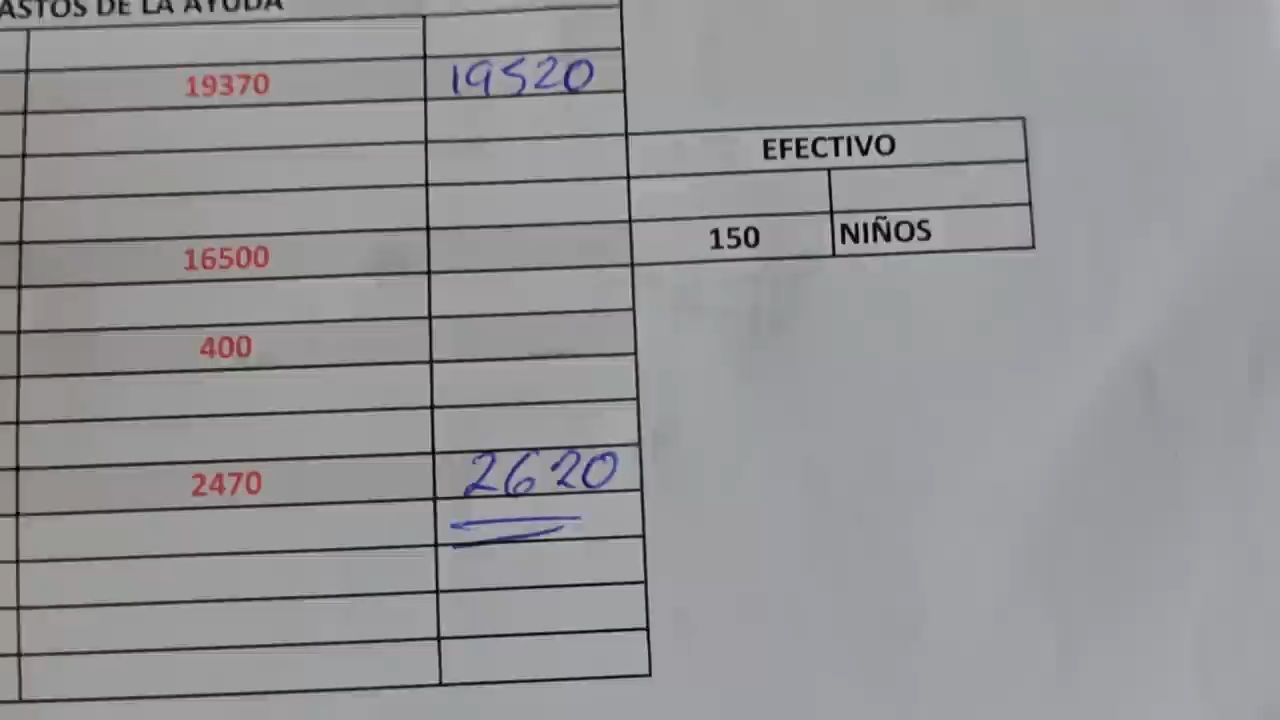 ASTOS DE LA AYUDA
19370 19520
EFECTIVO
150 NIÑOS
16500
400
2470 2620